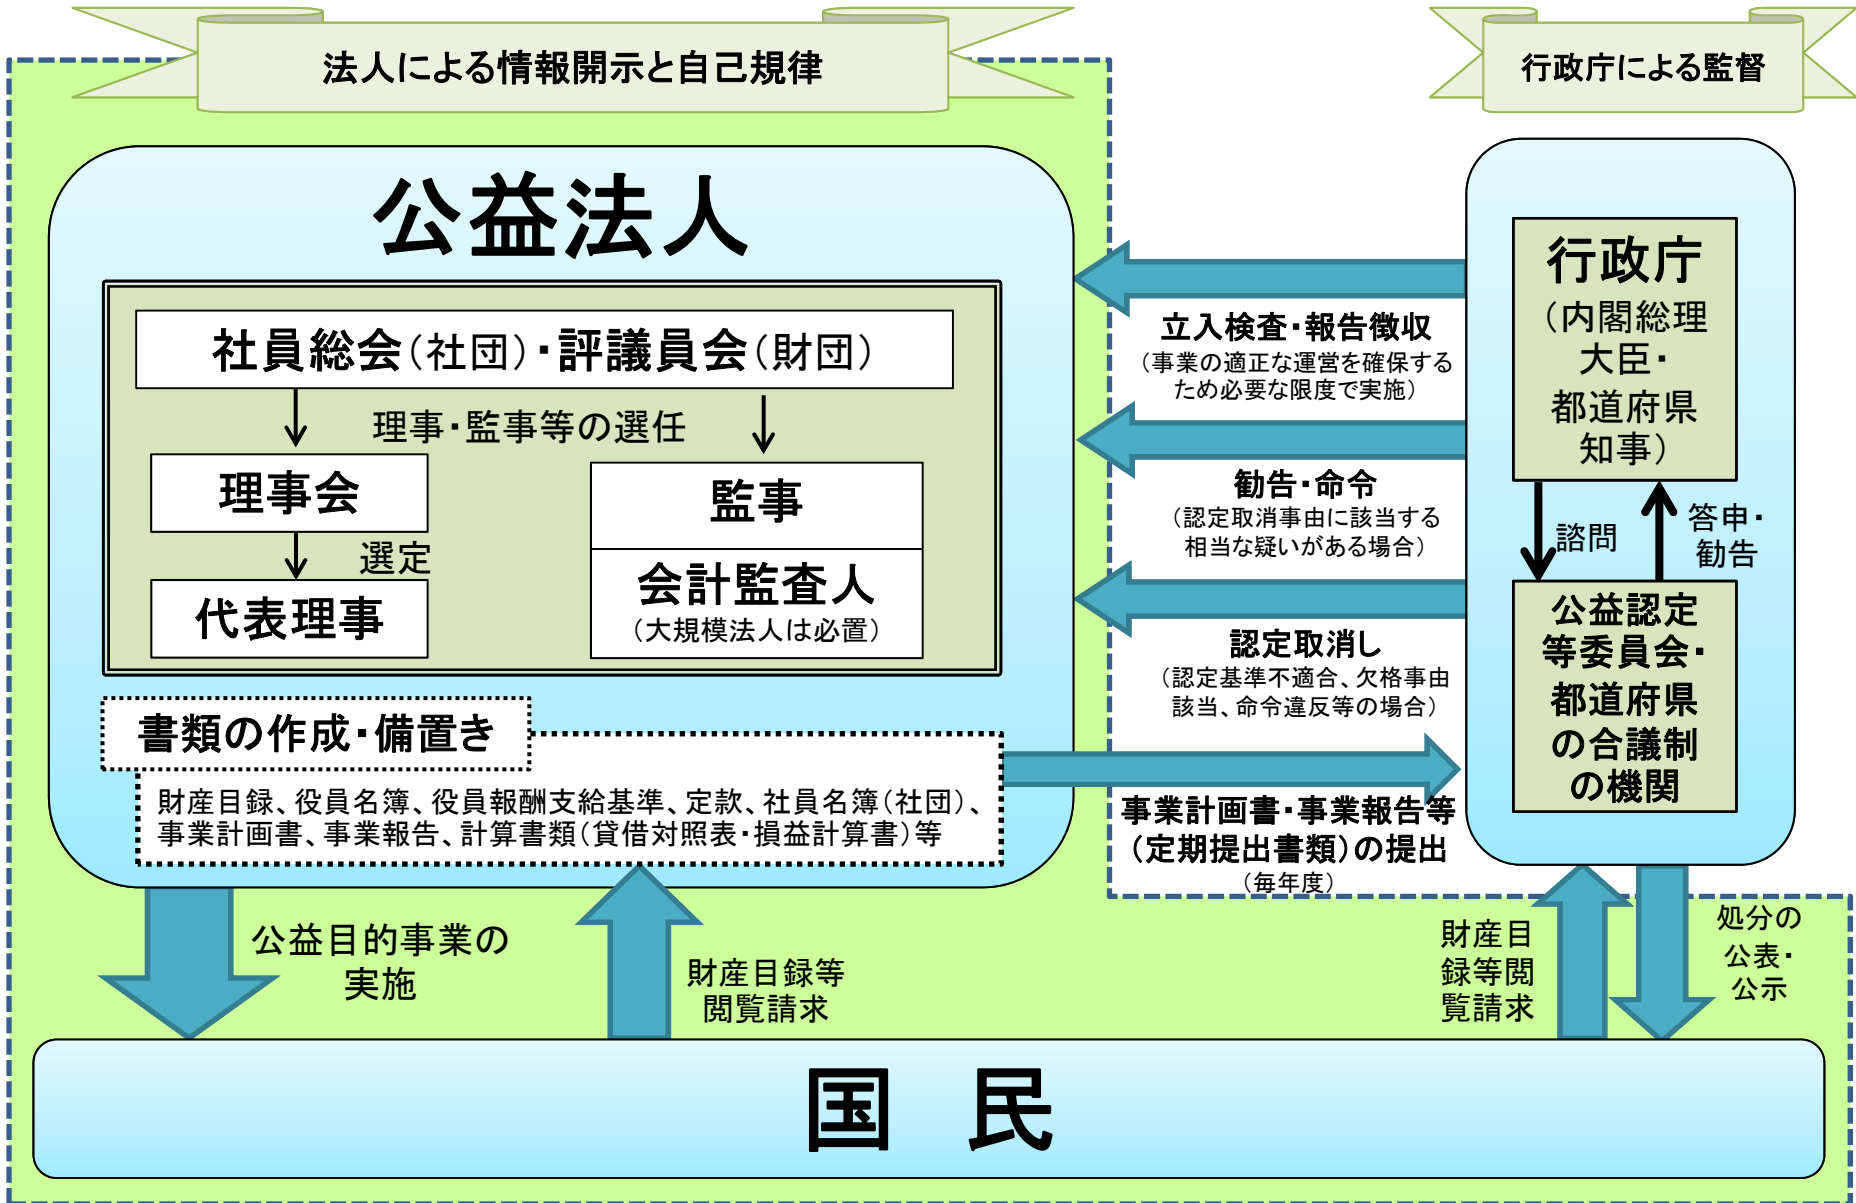 法人による情報開示と自己規律
行政庁による監督
公益法人
社員総会（社団）・評議員会（財団）
理事・監事等の選任
理事会
選定
代表理事
監事
会計監査人
（大規模法人は必置）
書類の作成・備置き
財産目録、役員名簿、役員報酬支給基準、定款、社員名簿（社団）、
事業計画書、事業報告、計算書類（貸借対照表・損益計算書）等
立入検査・報告徴収
（事業の適正な運営を確保する
ため必要な限度で実施）
勧告・命令
（認定取消事由に該当する
相当な疑いがある場合）
認定取消し
（認定基準不適合、欠格事由
該当、命令違反等の場合）
事業計画書・事業報告等
（定期提出書類）の提出
（毎年度）
行政庁
（内閣総理
大臣・
都道府県
知事）
諮問
答申・
勧告
公益認定
等委員会・
都道府県
の合議制
の機関
公益目的事業の
実施
財産目録等
閲覧請求
財産目
録等閲
覧請求
処分の
公表・
公示
国　民